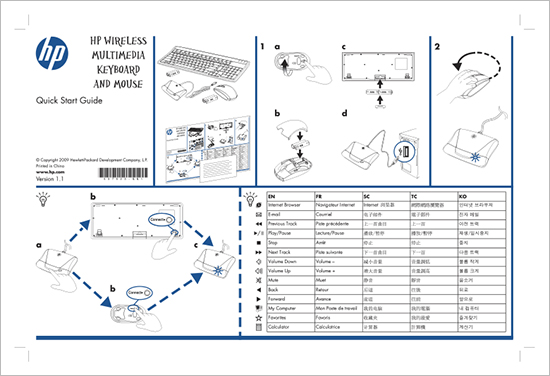 hp
HP WIRELESS
MULTIMEDIA
KEYBOARD
AND MOUSE
Quick Start Guide
© Copyright 2009 Hewlett-Packard Development Company, L.P.
Printed in China
www.hp.com
Version 1.1
1
a
c
b
d
2
a
b
Connect
c
b
Connect
EN FR SC TC KO
Internet Browser Navigateur Internet Internet 浏览器 網際網路瀏覽器 인터넷 브라우저
E-mail Courriel 电子邮件 電子郵件 전자 메일
Previous Track Piste précédente 上一首曲目 上一首 이전 트랙
Play/Pause Lecture/Pause 播放/暂停 播放/暫停 재생/일시중지
Stop Arrêt 停止 停止 중지
Next Track Piste suivante 下一首曲目 下一首 다음 트랙
Volume Down Volume – 减小音量 音量調低 볼륨 작게
Volume Up Volume + 增大音量 音量調高 볼륨 크게
Mute Muet 静音 靜音 음소거
Back Retour 后退 뒤로
Forward Avance 前进 앞으로
My Computer Mon Poste de travail 我的电脑 我的電腦 내 컴퓨터
Favorites Favoris 收藏夹 我的最愛 즐겨찾기
Calculator Calculatrice 计算器 計算機 계산기